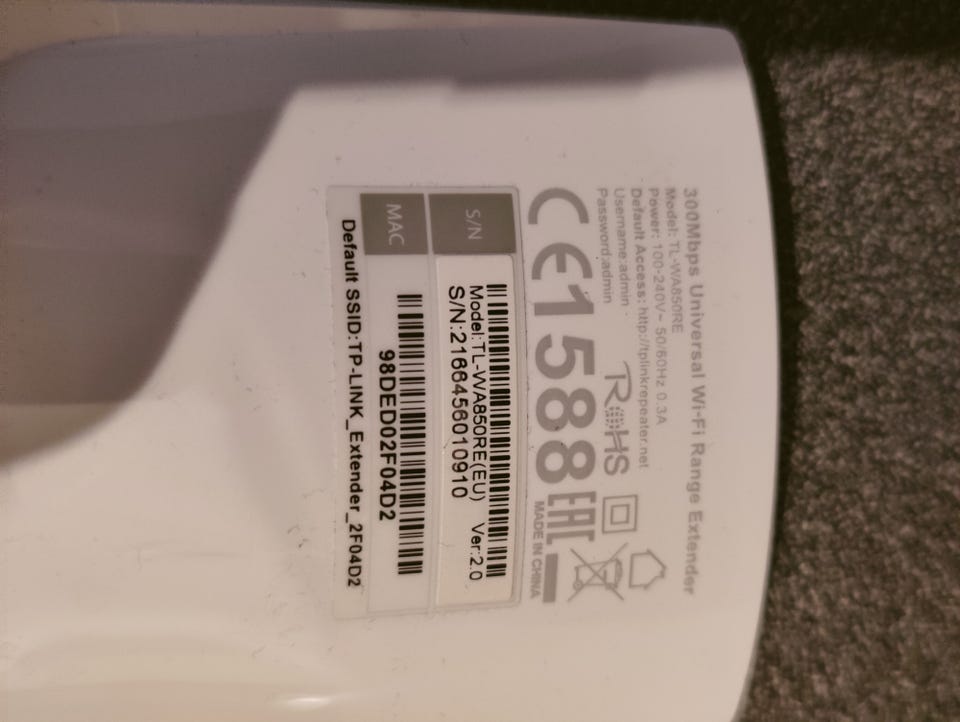 300Mbps Universal Wi-Fi Range Extender
Model: TL-WA850RE
Power: 100-240V~ 50/60Hz 0.3A
Default Access: http://tplinkrepeater.net
Username:admin
Password:admin
RoHS
CE1588 EAC
MADE IN CHINA
S/N
Model:TL-WA850RE(EU) Ver:2.0
S/N:2166456010910
MAC
98DED02F04D2
Default SSID:TP-LINK_Extender_2F04D2